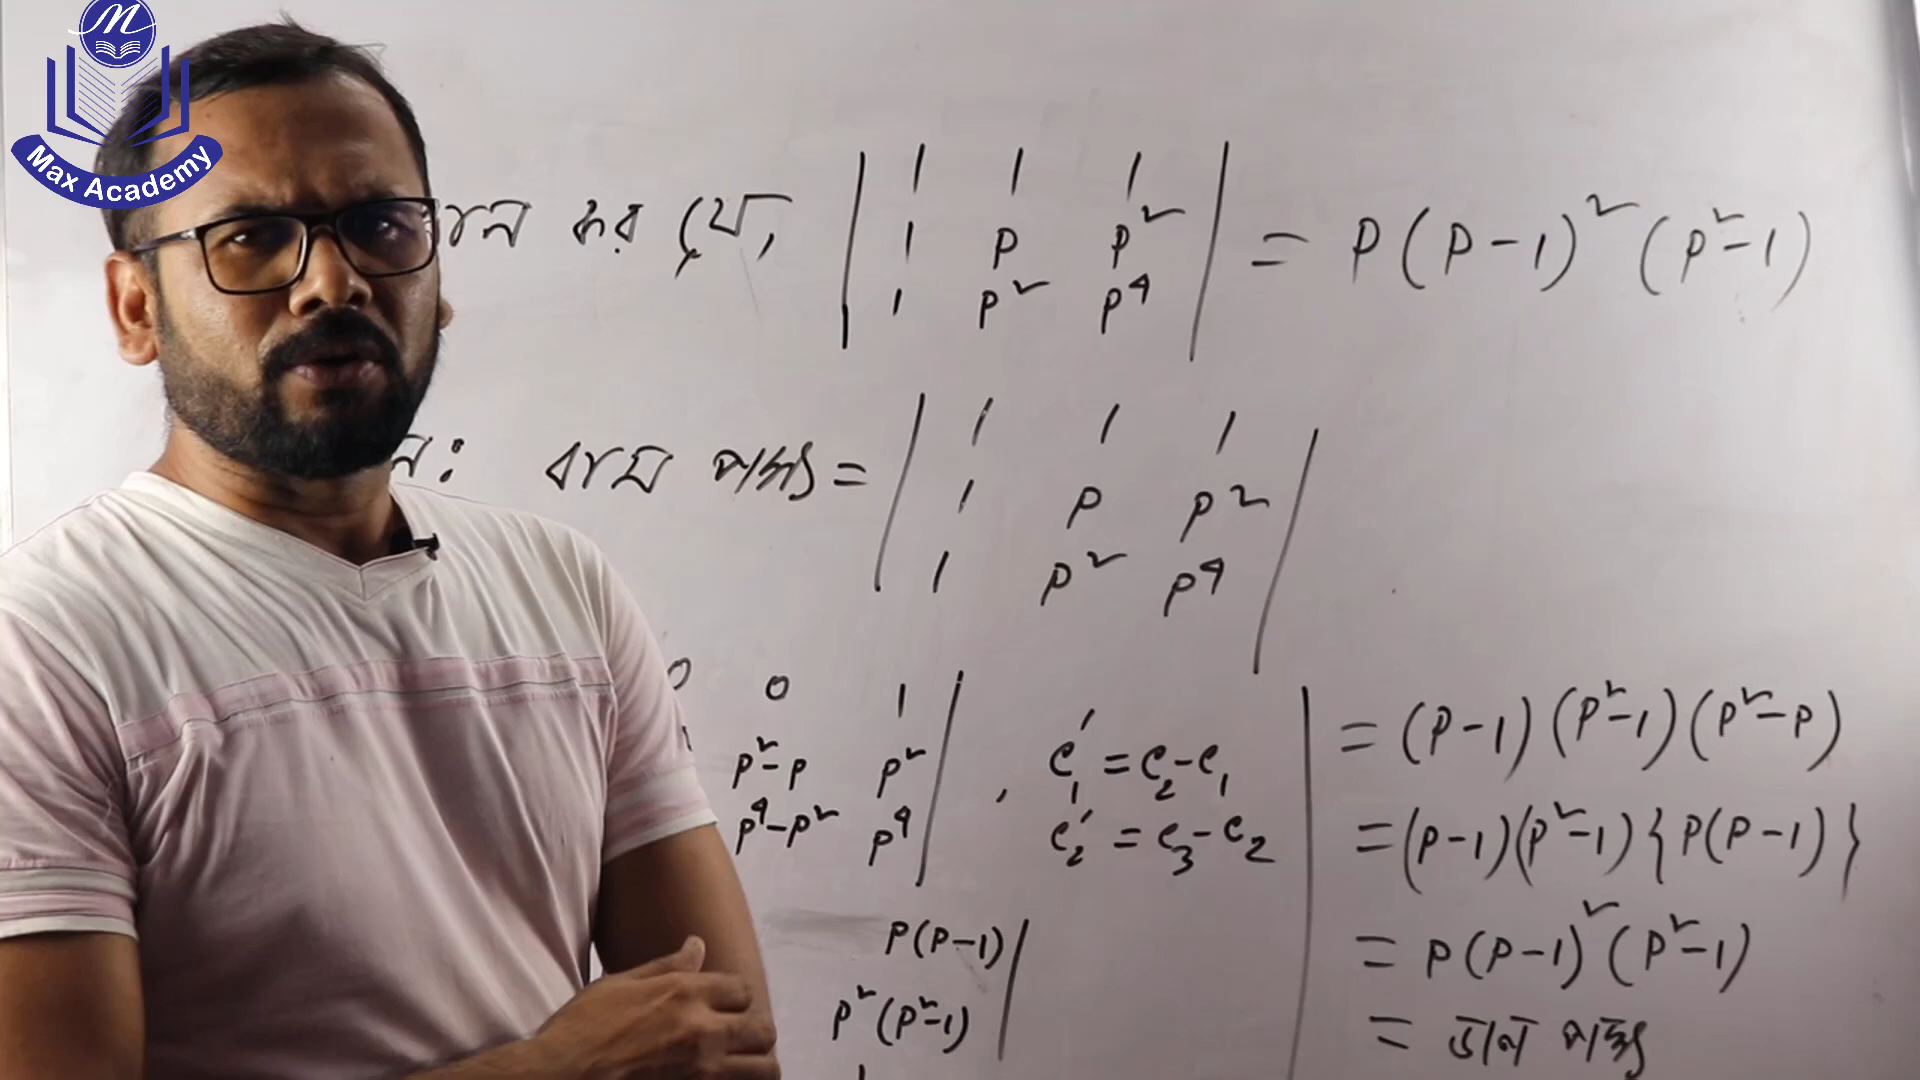 M
Max Academy
কর যে, | 1 1 1 | = P(P-1)²(P²-1)
| 1 P P² |
| 1 P² P⁴ |
: বাম পক্ষ = | 1 1 1 |
| 1 P P² |
| 1 P² P⁴ |
0 0 1 |
P²-P P² | , C₁′ = C₂-C₁
P⁴-P² P⁴ | C₂′ = C₃-C₂
P(P-1) |
P²(P²-1) |
= (P-1)(P²-1)(P²-P)
= (P-1)(P²-1){P(P-1)}
= P(P-1)²(P²-1)
= ডান পক্ষ